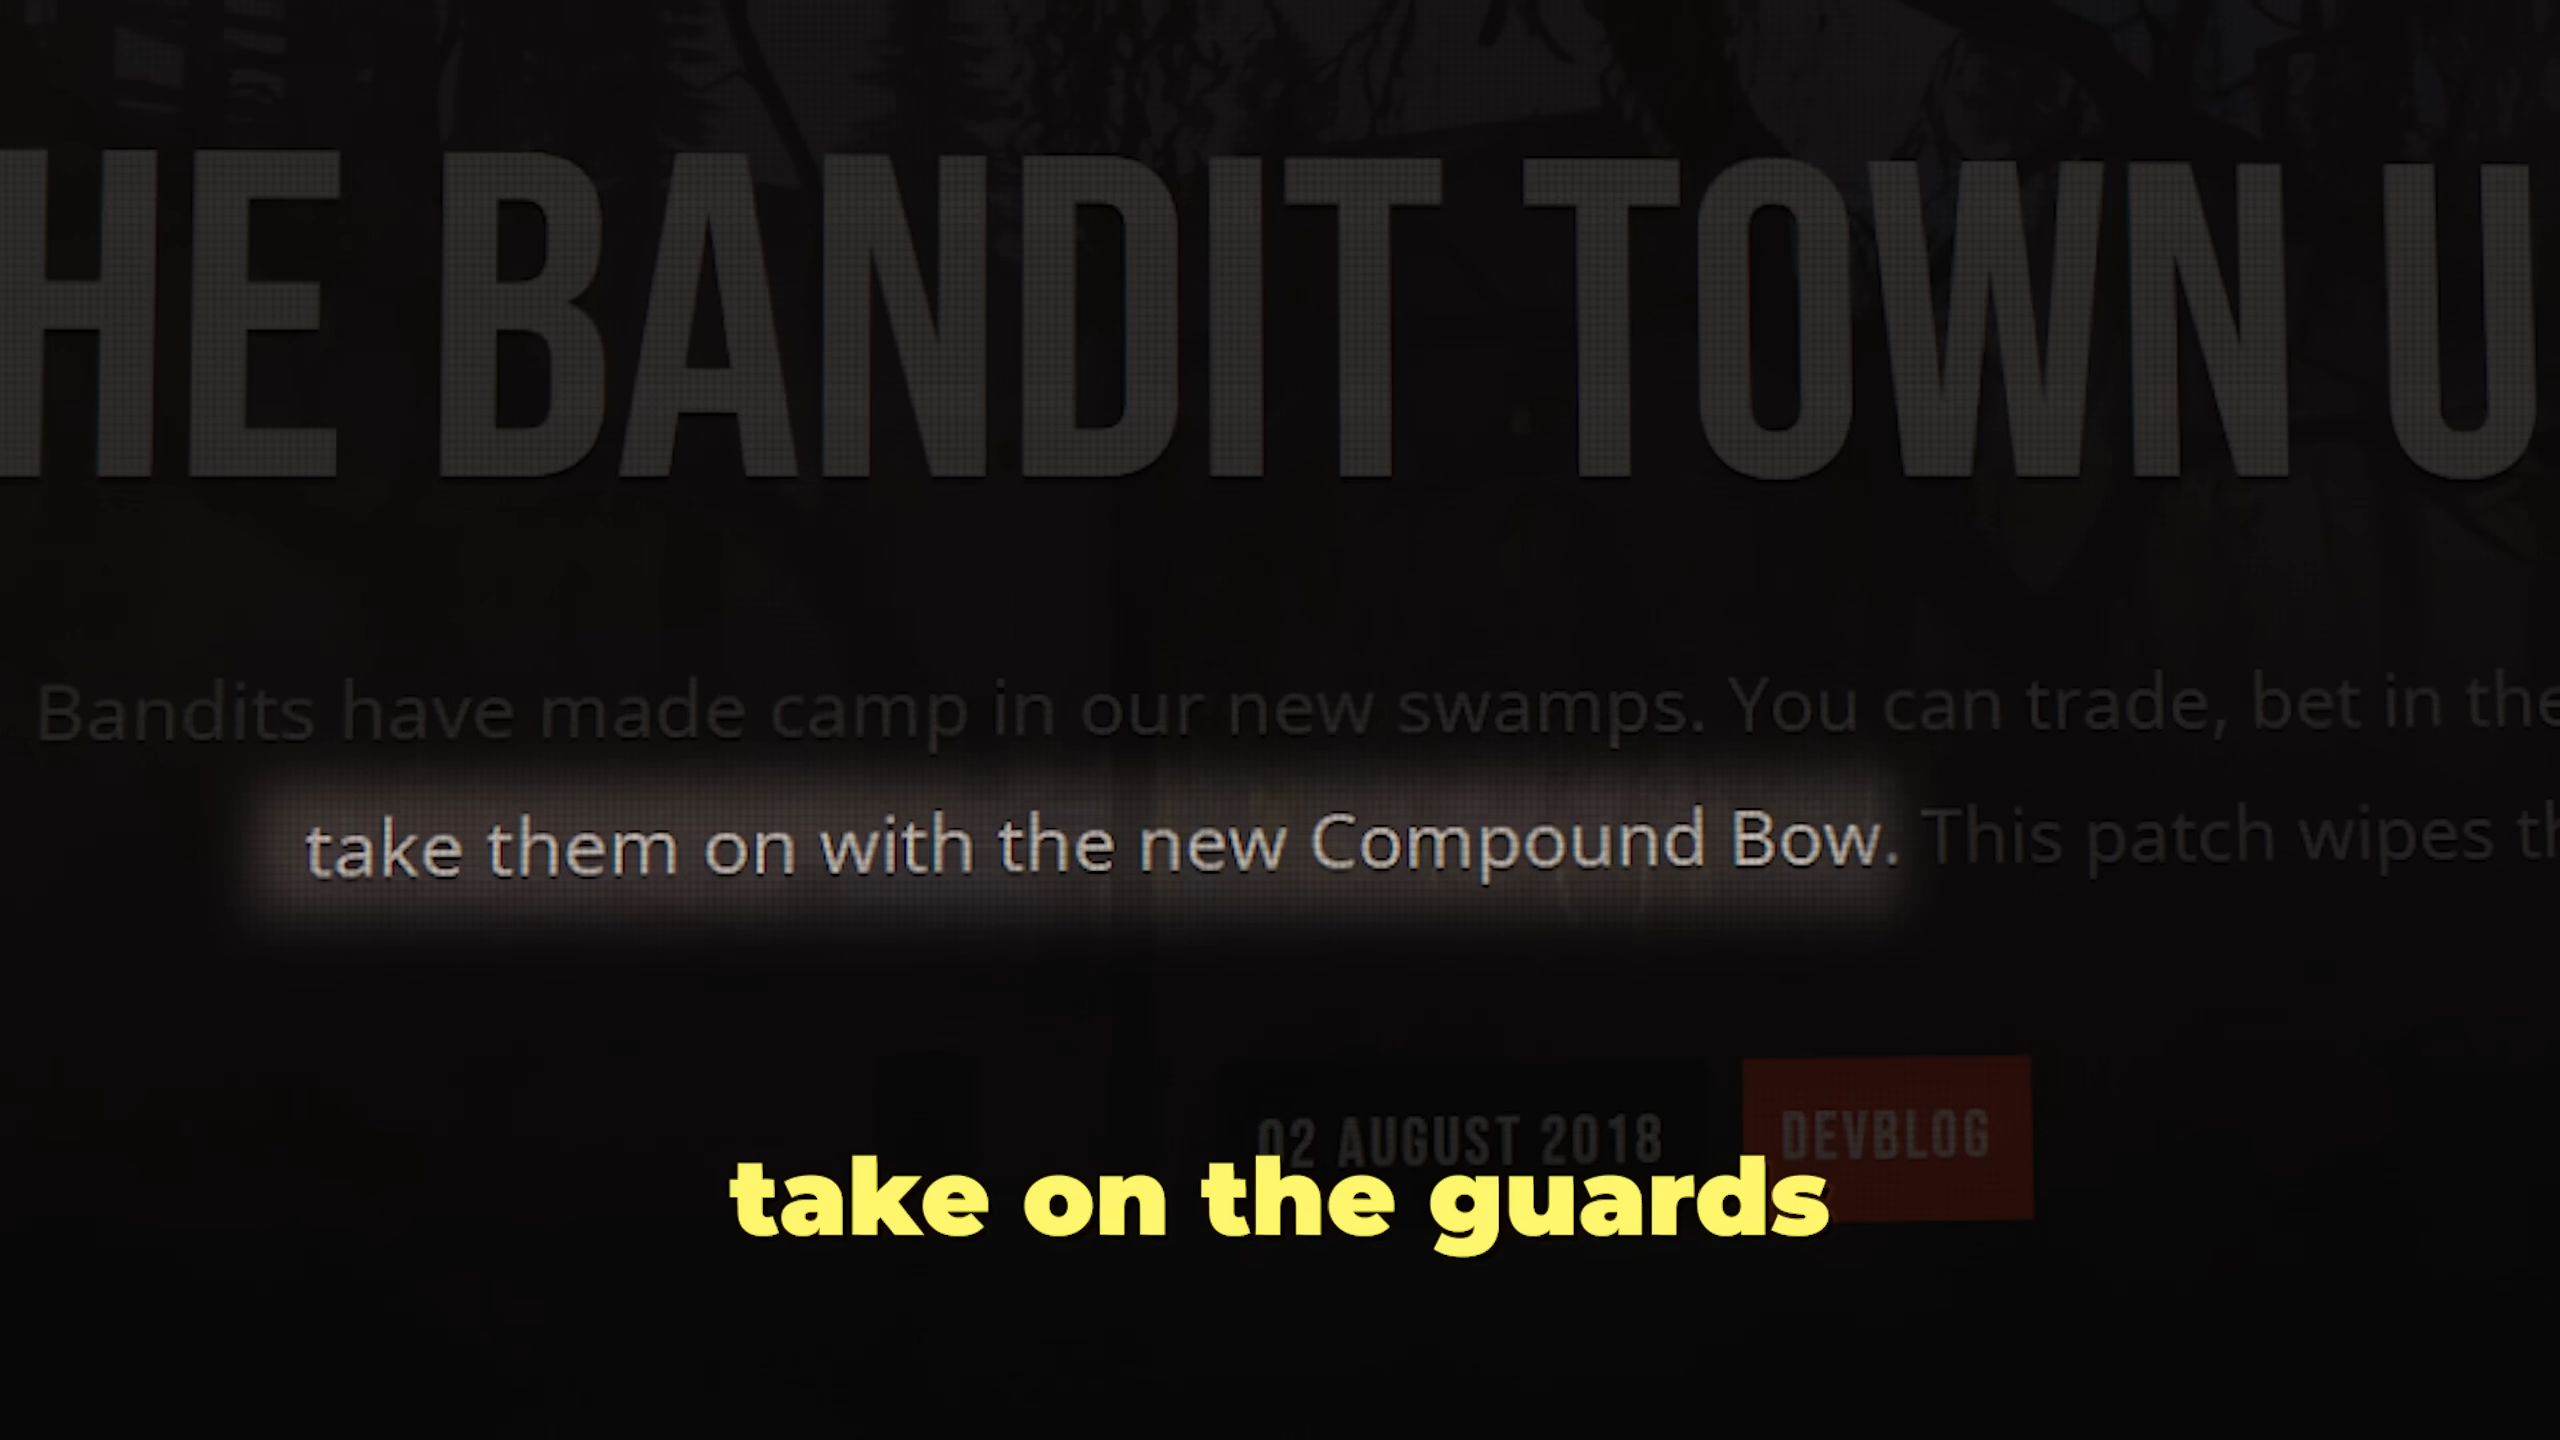 HE BANDIT TOWN U
Bandits have made camp in our new swamps. You can trade, bet in the
take them on with the new Compound Bow. This patch wipes th
02 AUGUST 2018 DEVBLOG
take on the guards